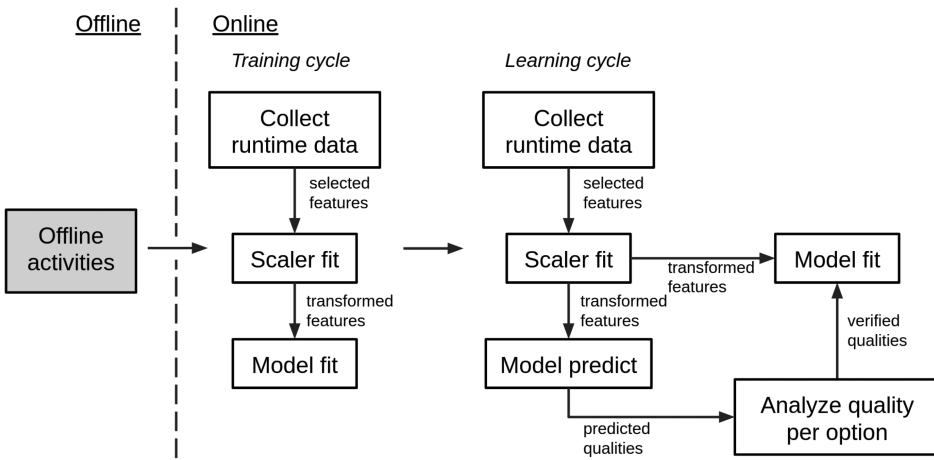 Offline
Online
Training cycle
Learning cycle
Collect
runtime data
Collect
runtime data
selected
features
selected
features
Offline
activities
Scaler fit
Scaler fit
transformed
features
Model fit
transformed
features
transformed
features
verified
qualities
Model fit
Model predict
predicted
qualities
Analyze quality
per option